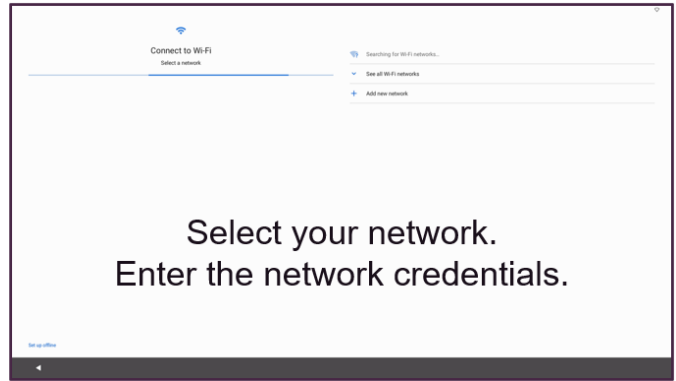 Connect to Wi-Fi
Select a network
Searching for Wi-Fi networks...
See all Wi-Fi networks
Add new network
Select your network.
Enter the network credentials.
Set up offline